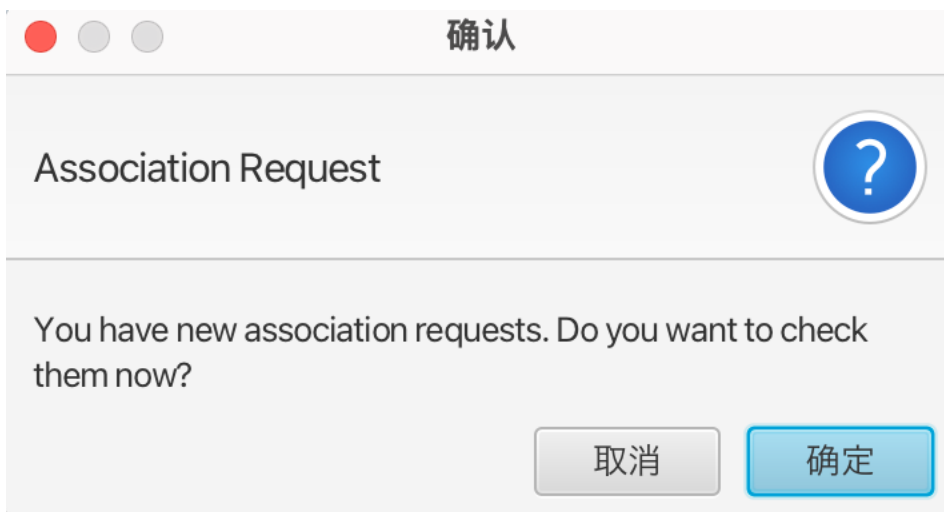 确认
Association Request
?
You have new association requests. Do you want to check
them now?
取消
确定